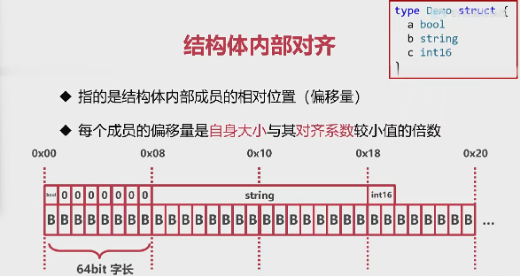 type Demo struct {
a bool
b string
c int16
}
结构体内部对齐
◆ 指的是结构体内部成员的相对位置（偏移量）
◆ 每个成员的偏移量是自身大小与其对齐系数较小值的倍数
0x00 0x08 0x10 0x18 0x20
bool 0 0 0 0 0 0 0 string int16
B B B B B B B B B B B B B B B B B B B B B B B B B B B B B B B B ...
64bit 字长